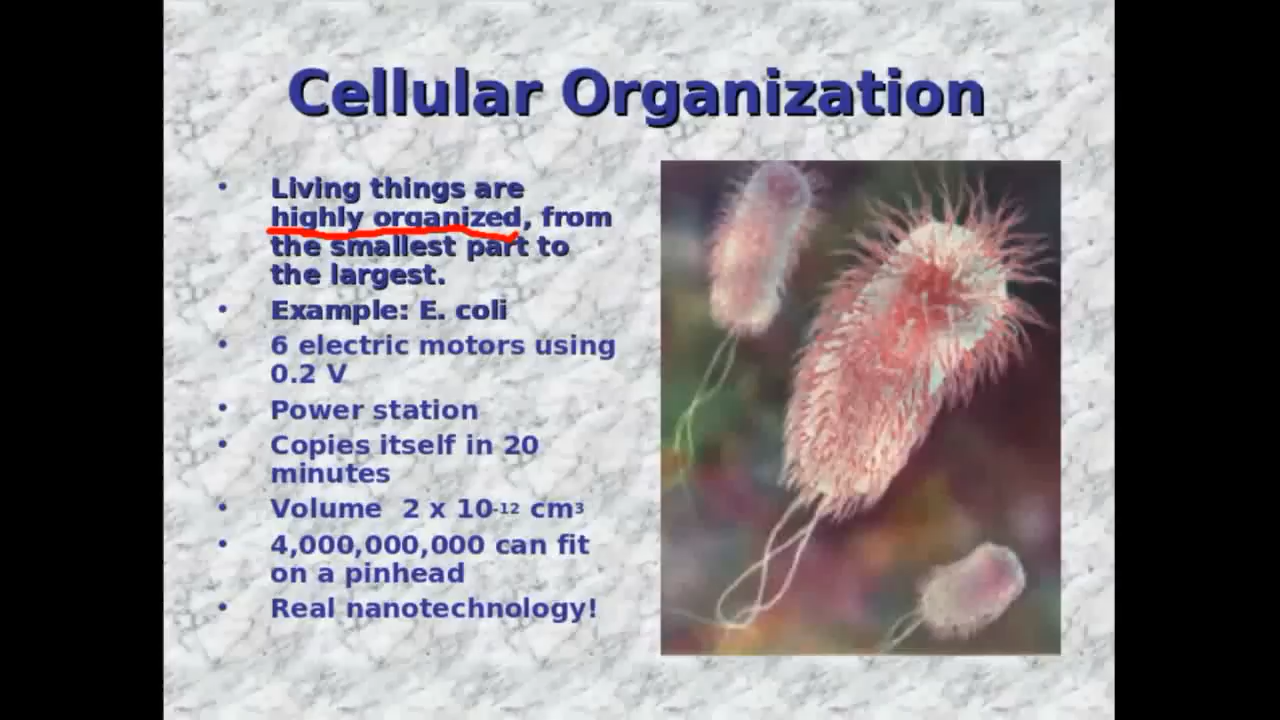 Cellular Organization
• Living things are
highly organized, from
the smallest part to
the largest.
• Example: E. coli
• 6 electric motors using
0.2 V
• Power station
• Copies itself in 20
minutes
• Volume  2 x 10-12 cm3
• 4,000,000,000 can fit
on a pinhead
• Real nanotechnology!